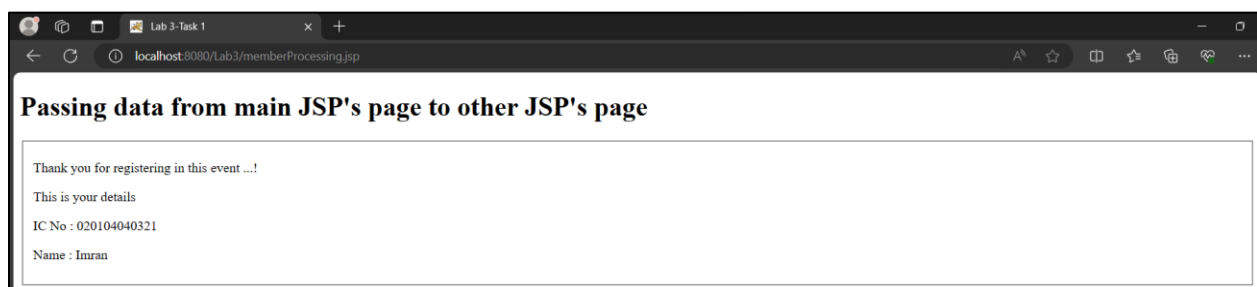 Lab 3-Task 1
localhost:8080/Lab3/memberProcessing.jsp
Passing data from main JSP's page to other JSP's page
Thank you for registering in this event ...!
This is your details
IC No : 020104040321
Name : Imran